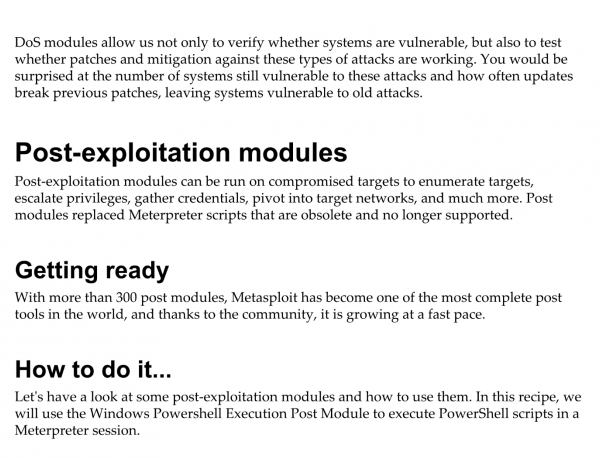 DoS modules allow us not only to verify whether systems are vulnerable, but also to test
whether patches and mitigation against these types of attacks are working. You would be
surprised at the number of systems still vulnerable to these attacks and how often updates
break previous patches, leaving systems vulnerable to old attacks.
Post-exploitation modules
Post-exploitation modules can be run on compromised targets to enumerate targets,
escalate privileges, gather credentials, pivot into target networks, and much more. Post
modules replaced Meterpreter scripts that are obsolete and no longer supported.
Getting ready
With more than 300 post modules, Metasploit has become one of the most complete post
tools in the world, and thanks to the community, it is growing at a fast pace.
How to do it...
Let's have a look at some post-exploitation modules and how to use them. In this recipe, we
will use the Windows Powershell Execution Post Module to execute PowerShell scripts in a
Meterpreter session.